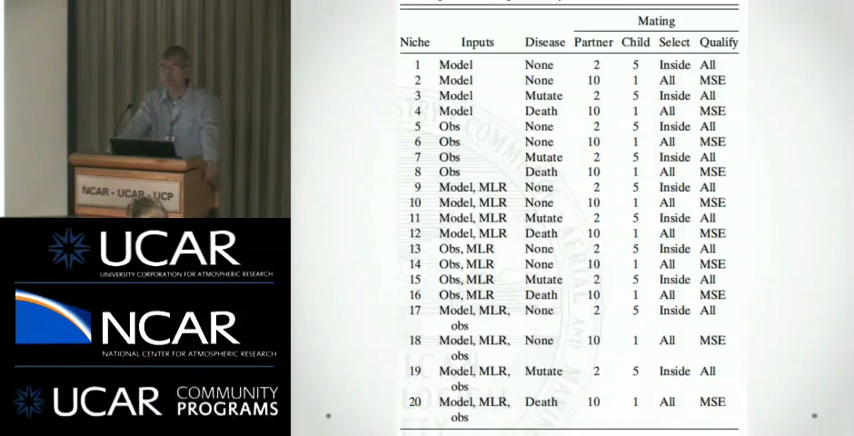 NCAR - UCAR - UCP
UCAR
UNIVERSITY CORPORATION FOR ATMOSPHERIC RESEARCH
NCAR
NATIONAL CENTER FOR ATMOSPHERIC RESEARCH
UCAR COMMUNITY PROGRAMS
Mating
Niche Inputs Disease Partner Child Select Qualify
1 Model None 2 5 Inside All
2 Model None 10 1 All MSE
3 Model Mutate 2 5 Inside All
4 Model Death 10 1 All MSE
5 Obs None 2 5 Inside All
6 Obs None 10 1 All MSE
7 Obs Mutate 2 5 Inside All
8 Obs Death 10 1 All MSE
9 Model, MLR None 2 5 Inside All
10 Model, MLR None 10 1 All MSE
11 Model, MLR Mutate 2 5 Inside All
12 Model, MLR Death 10 1 All MSE
13 Obs, MLR None 2 5 Inside All
14 Obs, MLR None 10 1 All MSE
15 Obs, MLR Mutate 2 5 Inside All
16 Obs, MLR Death 10 1 All MSE
17 Model, MLR, None 2 5 Inside All
obs
18 Model, MLR, None 10 1 All MSE
obs
19 Model, MLR, Mutate 2 5 Inside All
obs
20 Model, MLR, Death 10 1 All MSE
obs